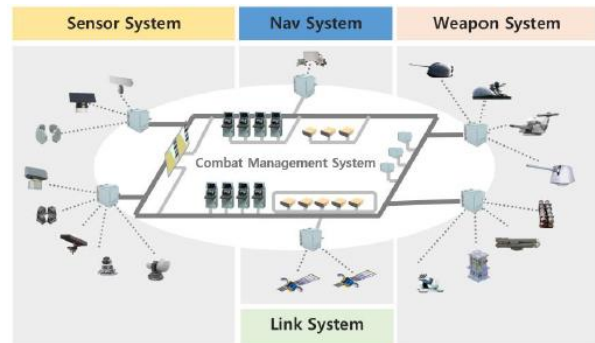 Sensor System
Nav System
Weapon System
Combat Management System
Link System